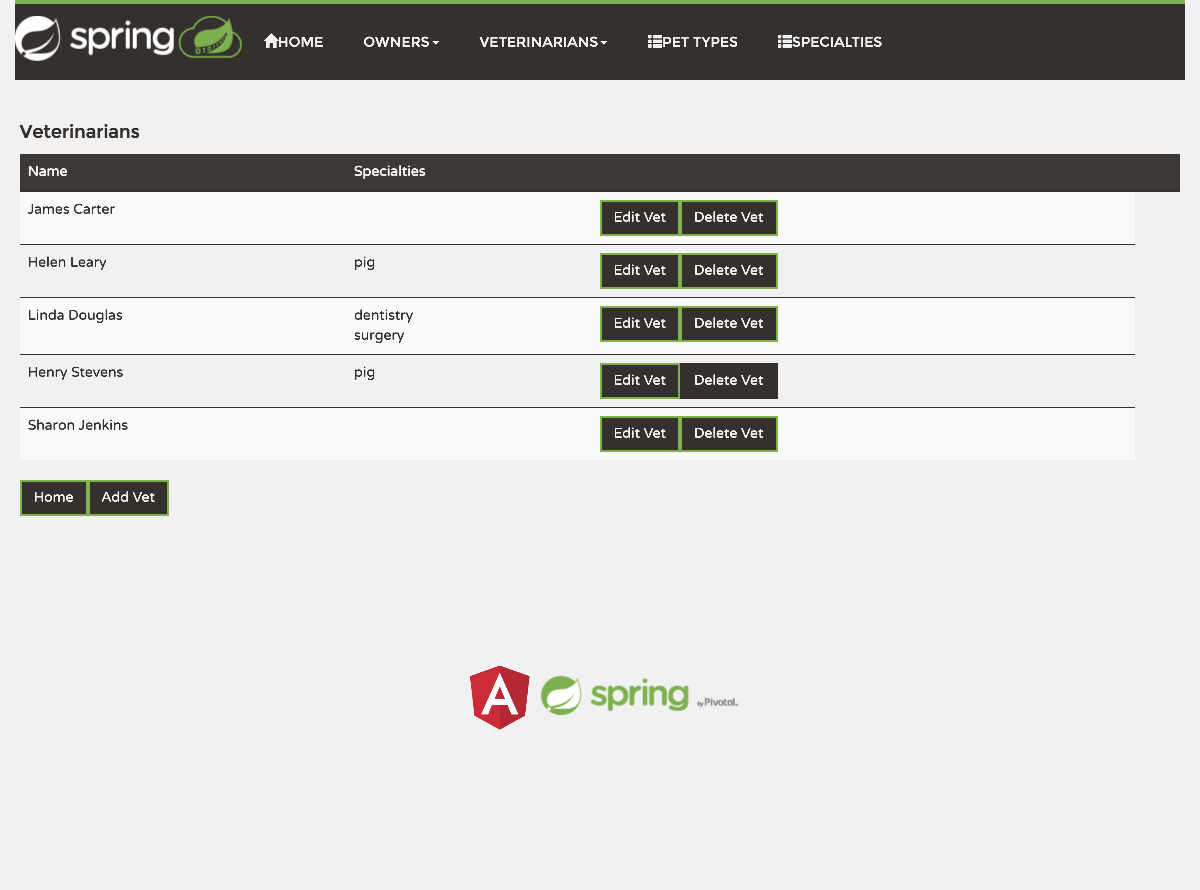 spring HOME OWNERS VETERINARIANS PET TYPES SPECIALTIES
Veterinarians
Name Specialties
James Carter Edit Vet Delete Vet
Helen Leary pig Edit Vet Delete Vet
Linda Douglas dentistry Edit Vet Delete Vet
surgery
Henry Stevens pig Edit Vet Delete Vet
Sharon Jenkins Edit Vet Delete Vet
Home Add Vet
A spring by Pivotal.